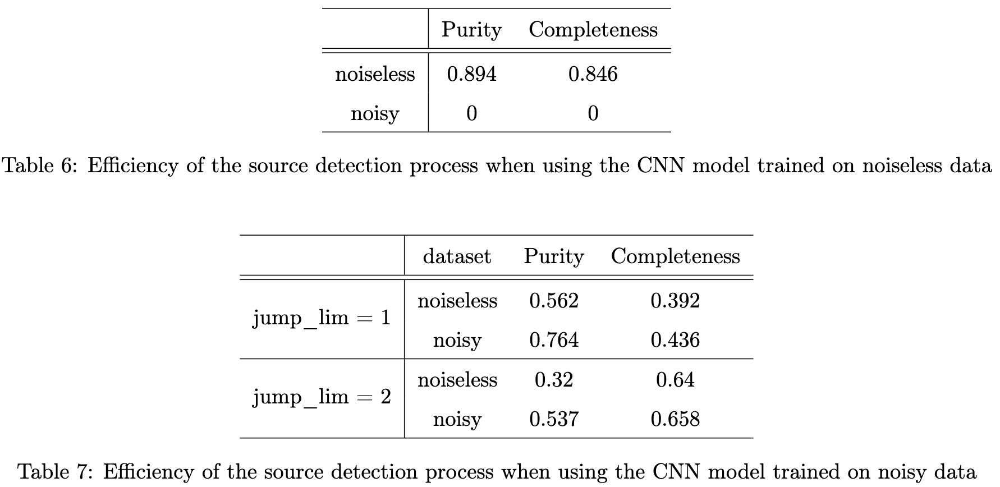 Purity Completeness
noiseless 0.894 0.846
noisy 0 0
Table 6: Efficiency of the source detection process when using the CNN model trained on noiseless data
dataset Purity Completeness
jump_lim = 1 noiseless 0.562 0.392
noisy 0.764 0.436
jump_lim = 2 noiseless 0.32 0.64
noisy 0.537 0.658
Table 7: Efficiency of the source detection process when using the CNN model trained on noisy data